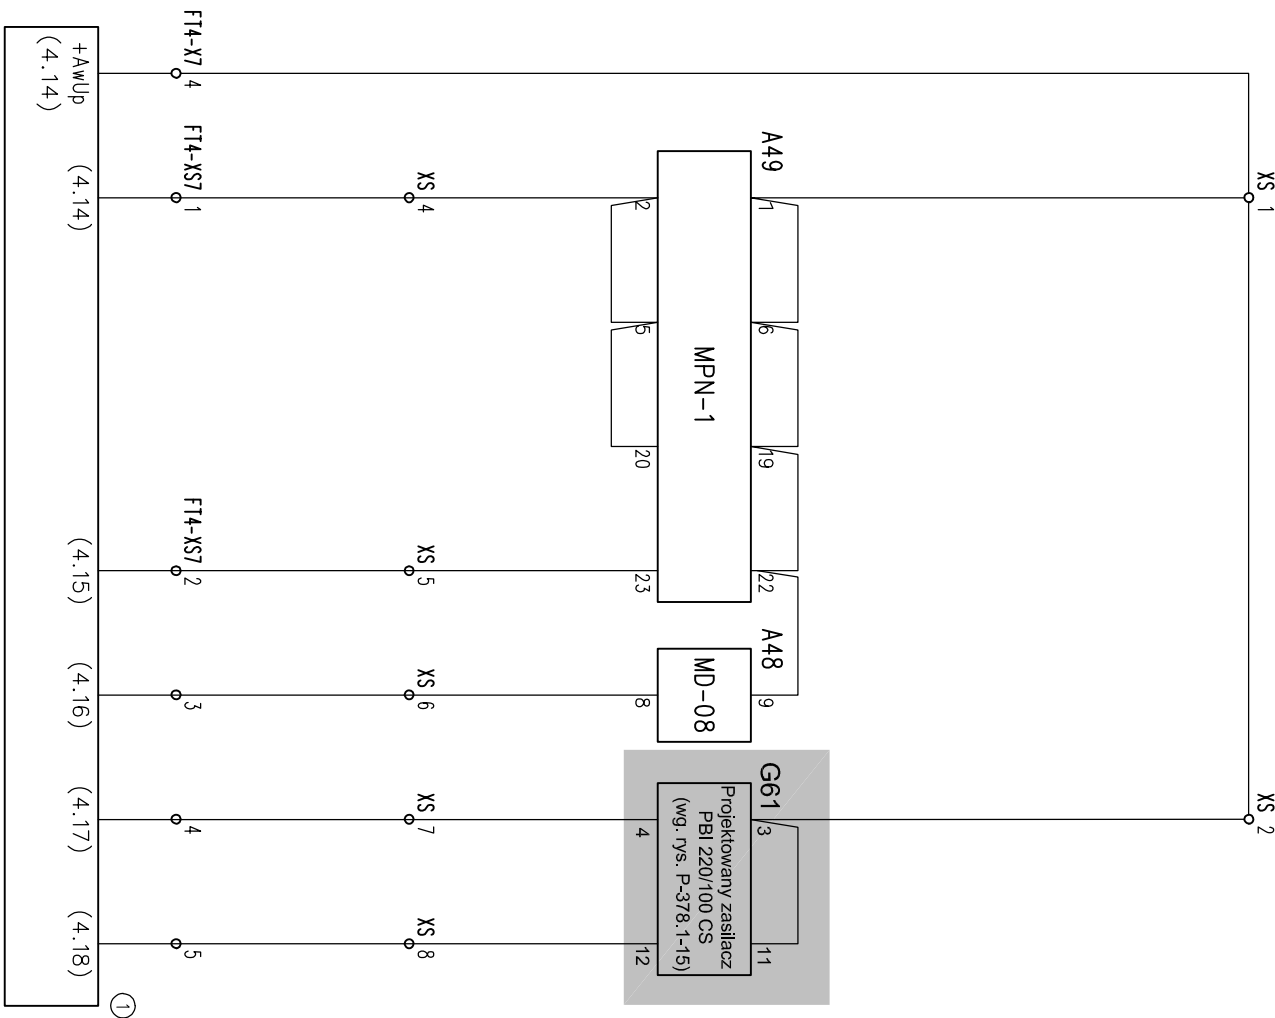 FT4-X7
4
+AwUp
(4.14)
FT4-XS7
1
(4.14)
XS
4
A49
2
7
5
6
MPN-1
20
19
23
22
XS
1
FT4-XS7
2
(4.15)
XS
5
A48
MD-08
8
9
3
(4.16)
XS
6
G61
Projektowany zasilacz
PBI 220/100 CS
(wg. rys. P-378.1-15)
4
3
12
11
XS
2
4
(4.17)
XS
7
5
(4.18)
XS
8
1